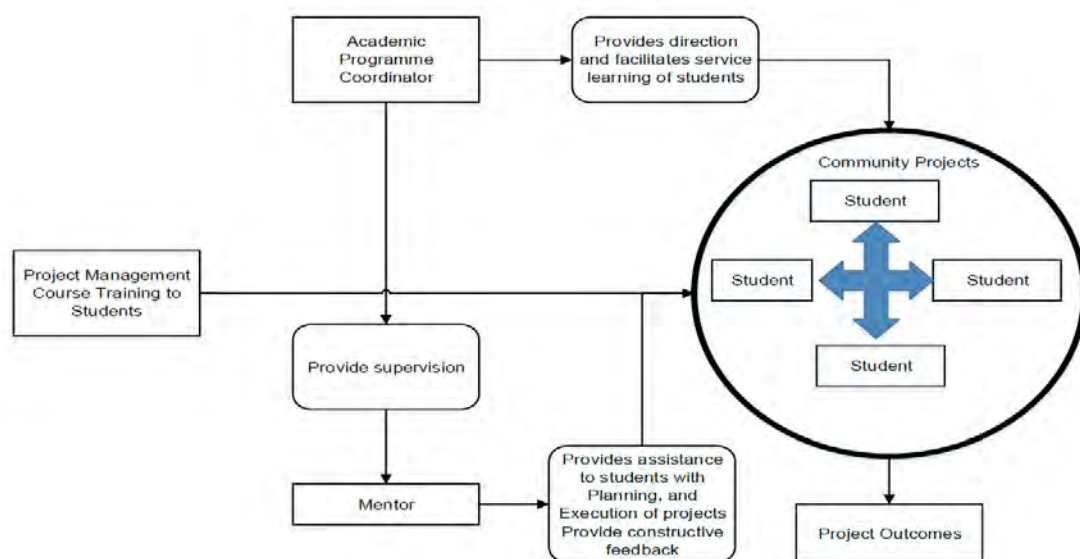 Academic
Programme
Coordinator
Provides direction
and facilitates service
learning of students
Community Projects
Student
Student
Student
Student
Project Management
Course Training to
Students
Provide supervision
Mentor
Provides assistance
to students with
Planning, and
Execution of projects
Provide constructive
feedback
Project Outcomes